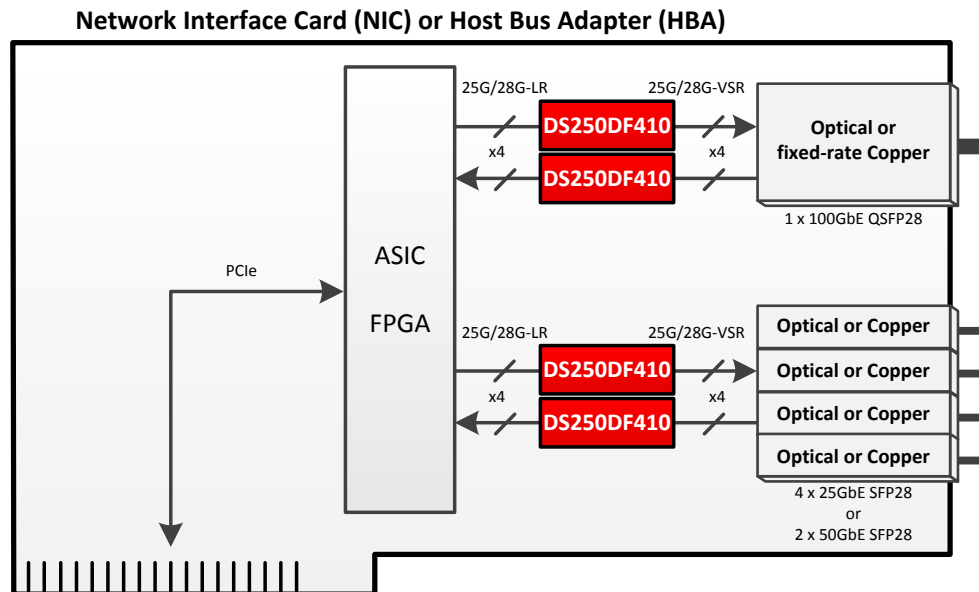 Network Interface Card (NIC) or Host Bus Adapter (HBA)
25G/28G-LR
25G/28G-VSR
DS250DF410
x4
x4
DS250DF410
Optical or
fixed-rate Copper
1 x 100GbE QSFP28
PCIe
ASIC
FPGA
25G/28G-LR
25G/28G-VSR
DS250DF410
x4
x4
DS250DF410
Optical or Copper
Optical or Copper
Optical or Copper
Optical or Copper
4 x 25GbE SFP28
or
2 x 50GbE SFP28